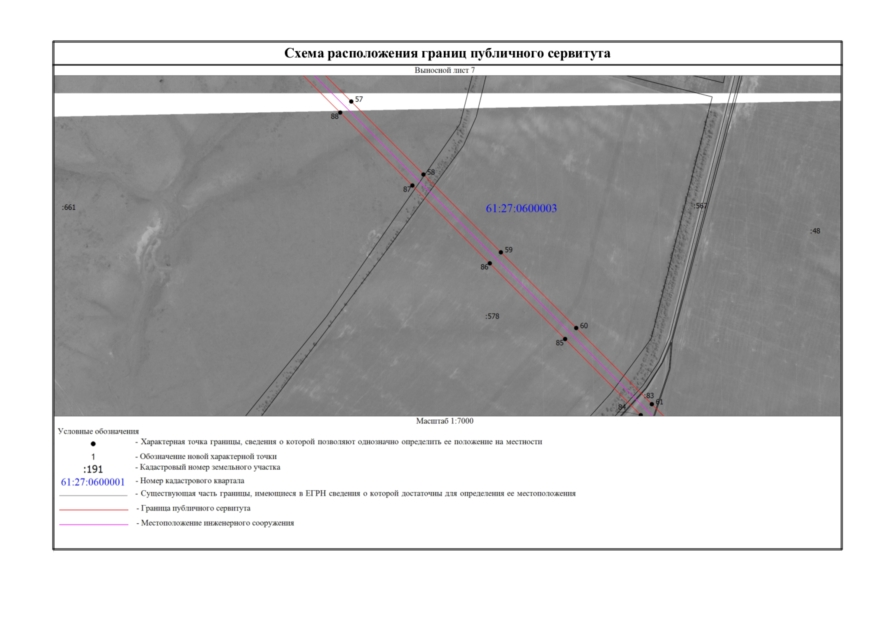 Схема расположения границ публичного сервитута
Выносной лист 7
57
88
58
87
:661
61:27:0600003
:567
:48
59
86
:578
60
85
:83
61
84
Масштаб 1:7000
Условные обозначения
- Характерная точка границы, сведения о которой позволяют однозначно определить ее положение на местности
1 - Обозначение новой характерной точки
:191 - Кадастровый номер земельного участка
61:27:0600001 - Номер кадастрового квартала
- Существующая часть границы, имеющиеся в ЕГРН сведения о которой достаточны для определения ее местоположения
- Граница публичного сервитута
- Местоположение инженерного сооружения